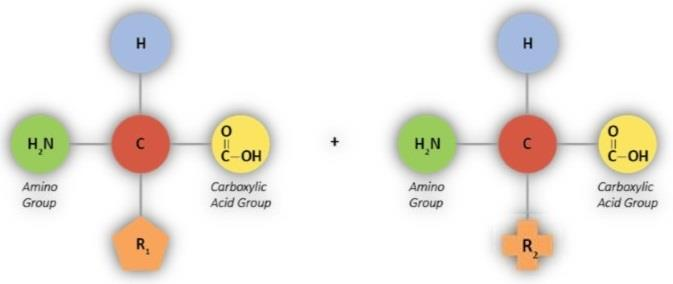 H
H
H₂N
C
O
||
C–OH
+
H₂N
C
O
||
C–OH
Amino
Group
Carboxylic
Acid Group
Amino
Group
Carboxylic
Acid Group
R₁
R₂